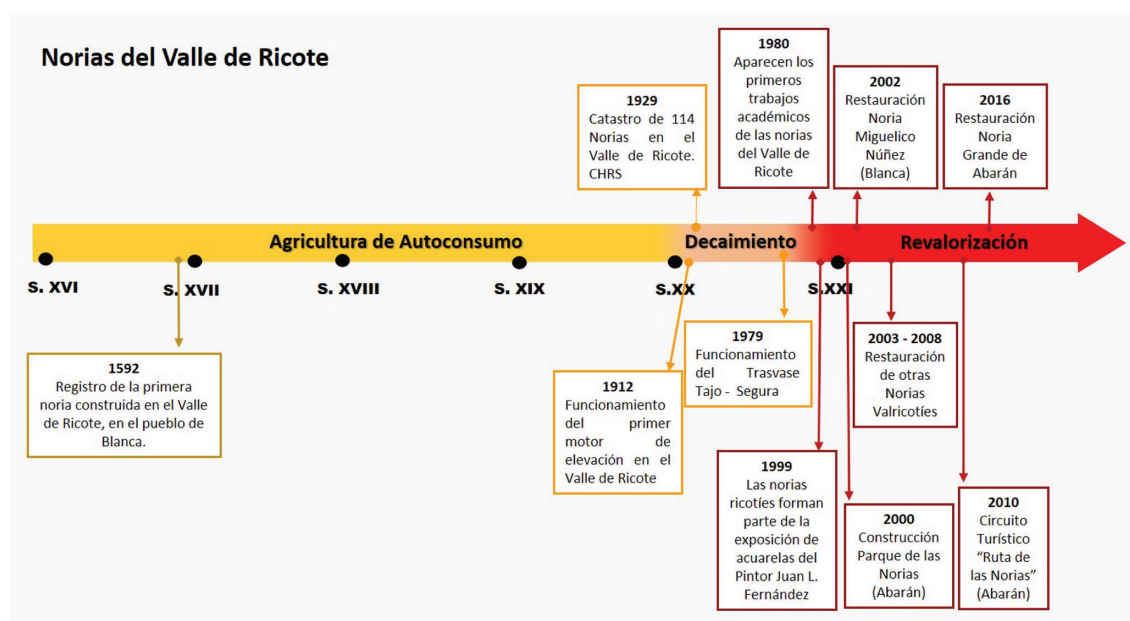 Norias del Valle de Ricote
1929
Catastro de 114
Norias en el
Valle de Ricote.
CHRS
1980
Aparecen los
primeros
trabajos
académicos
de las norias
del Valle de
Ricote
2002
Restauración
Noria
Miguelico
Núñez
(Blanca)
2016
Restauración
Noria
Grande de
Abarán
Agricultura de Autoconsumo
Decaimiento
Revalorización
S. XVI
S. XVII
S. XVIII
S. XIX
S.XX
S.XXI
1592
Registro de la primera
noria construida en el Valle
de Ricote, en el pueblo de
Blanca.
1912
Funcionamiento
del primer
motor de
elevación en el
Valle de Ricote
1979
Funcionamiento
del Trasvase
Tajo - Segura
1999
Las norias
ricotíes forman
parte de la
exposición de
acuarelas del
Pintor Juan L.
Fernández
2000
Construcción
Parque de las
Norias
(Abarán)
2003 - 2008
Restauración
de otras
Norias
Valricotíes
2010
Circuito
Turístico
“Ruta de
las Norias”
(Abarán)